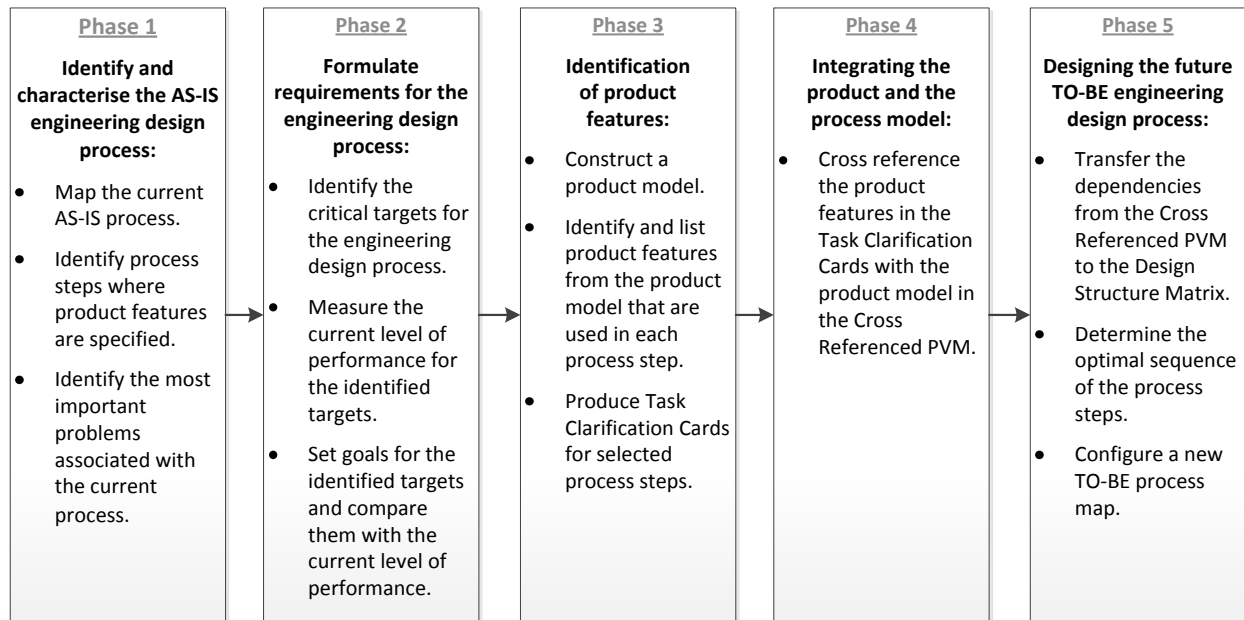 Phase 1
Identify and
characterise the AS-IS
engineering design
process:
• Map the current
AS-IS process.
• Identify process
steps where
product features
are specified.
• Identify the most
important
problems
associated with
the current
process.
Phase 2
Formulate
requirements for the
engineering design
process:
• Identify the
critical targets for
the engineering
design process.
• Measure the
current level of
performance for
the identified
targets.
• Set goals for the
identified targets
and compare
them with the
current level of
performance.
Phase 3
Identification
of product
features:
• Construct a
product model.
• Identify and list
product features
from the product
model that are
used in each
process step.
• Produce Task
Clarification Cards
for selected
process steps.
Phase 4
Integrating the
product and the
process model:
• Cross reference
the product
features in the
Task Clarification
Cards with the
product model in
the Cross
Referenced PVM.
Phase 5
Designing the future
TO-BE engineering
design process:
• Transfer the
dependencies
from the Cross
Referenced PVM
to the Design
Structure Matrix.
• Determine the
optimal sequence
of the process
steps.
• Configure a new
TO-BE process
map.